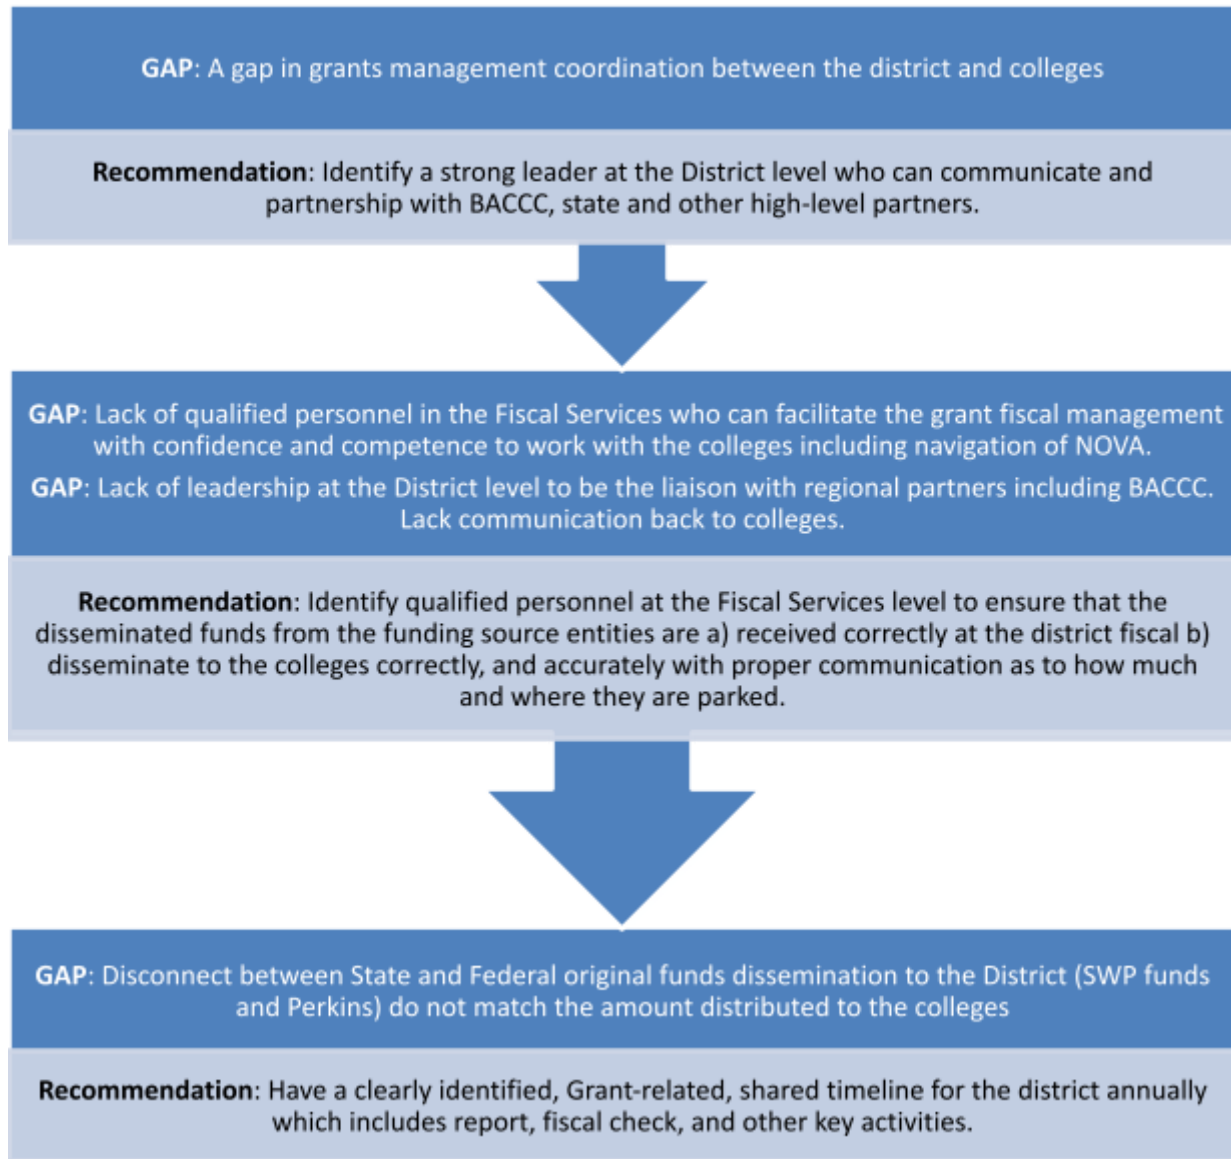 GAP: A gap in grants management coordination between the district and colleges
Recommendation: Identify a strong leader at the District level who can communicate and
partnership with BACCC, state and other high-level partners.
GAP: Lack of qualified personnel in the Fiscal Services who can facilitate the grant fiscal management
with confidence and competence to work with the colleges including navigation of NOVA.
GAP: Lack of leadership at the District level to be the liaison with regional partners including BACCC.
Lack communication back to colleges.
Recommendation: Identify qualified personnel at the Fiscal Services level to ensure that the
disseminated funds from the funding source entities are a) received correctly at the district fiscal b)
disseminate to the colleges correctly, and accurately with proper communication as to how much
and where they are parked.
GAP: Disconnect between State and Federal original funds dissemination to the District (SWP funds
and Perkins) do not match the amount distributed to the colleges
Recommendation: Have a clearly identified, Grant-related, shared timeline for the district annually
which includes report, fiscal check, and other key activities.